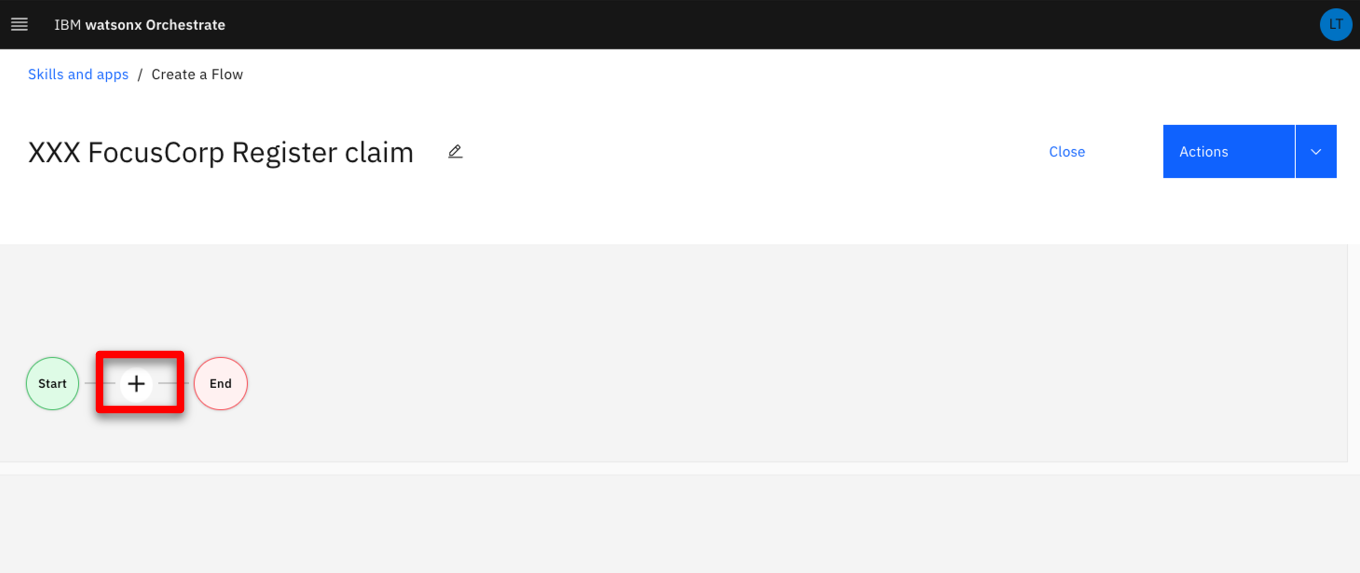 IBM watsonx Orchestrate
LT
Skills and apps / Create a Flow
XXX FocusCorp Register claim
Close
Actions
Start
End